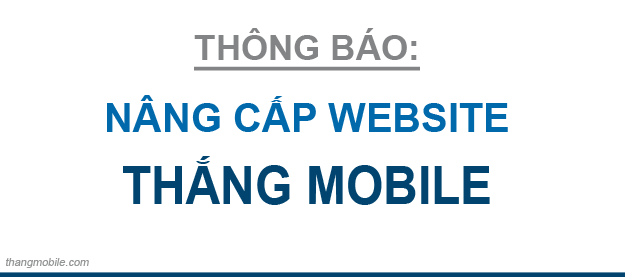 THÔNG BÁO:
NÂNG CẤP WEBSITE
THẮNG MOBILE
thangmobile.com